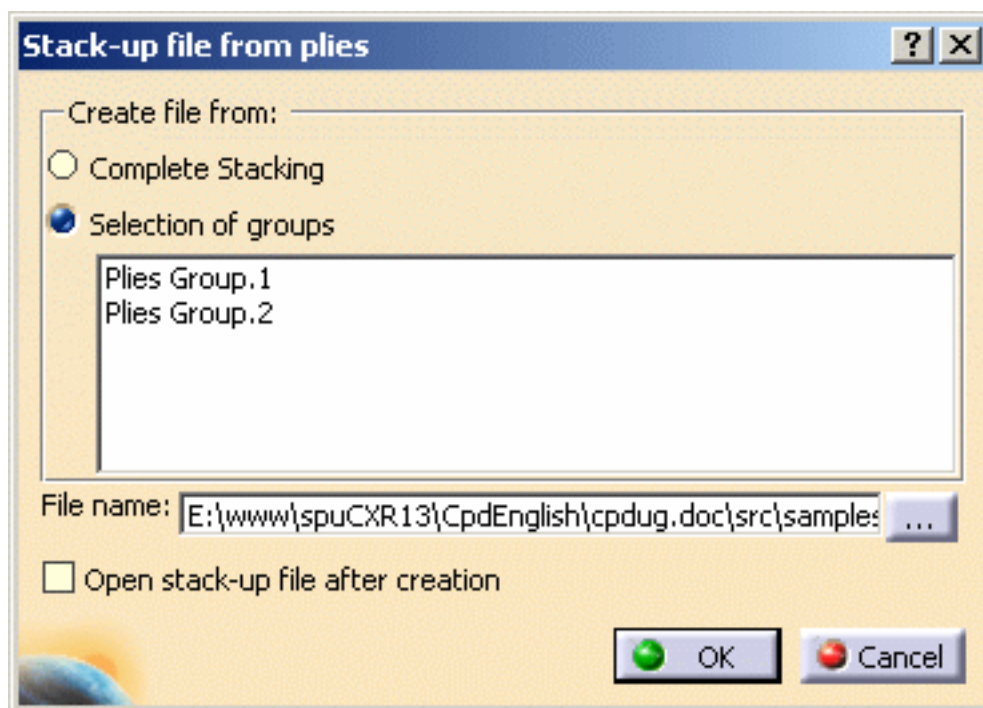 Stack-up file from plies
Create file from:
Complete Stacking
Selection of groups
Plies Group.1
Plies Group.2
File name: E:\www\spuCXR13\CpdEnglish\cpdug.doc\src\samples ...
Open stack-up file after creation
OK Cancel